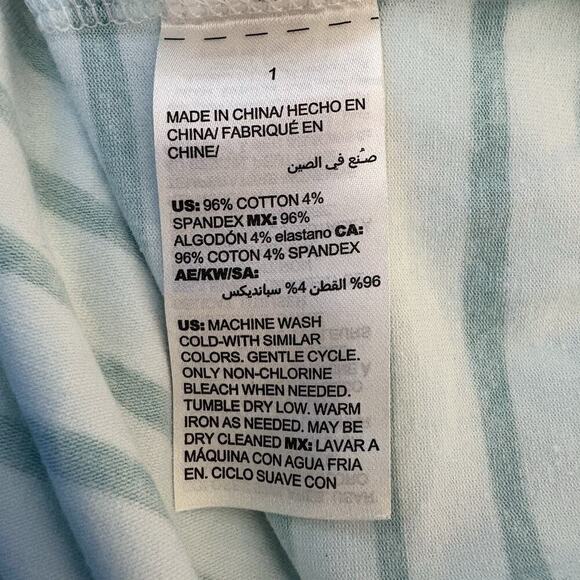 1
MADE IN CHINA/ HECHO EN
CHINA/ FABRIQUÉ EN
CHINE/
صُنع في الصين
US: 96% COTTON 4%
SPANDEX MX: 96%
ALGODÓN 4% elastano CA:
96% COTON 4% SPANDEX
AE/KW/SA:
96% القطن 4% سبانديكس
US: MACHINE WASH
COLD-WITH SIMILAR
COLORS. GENTLE CYCLE.
ONLY NON-CHLORINE
BLEACH WHEN NEEDED.
TUMBLE DRY LOW. WARM
IRON AS NEEDED. MAY BE
DRY CLEANED MX: LAVAR A
MÁQUINA CON AGUA FRIA
EN. CICLO SUAVE CON